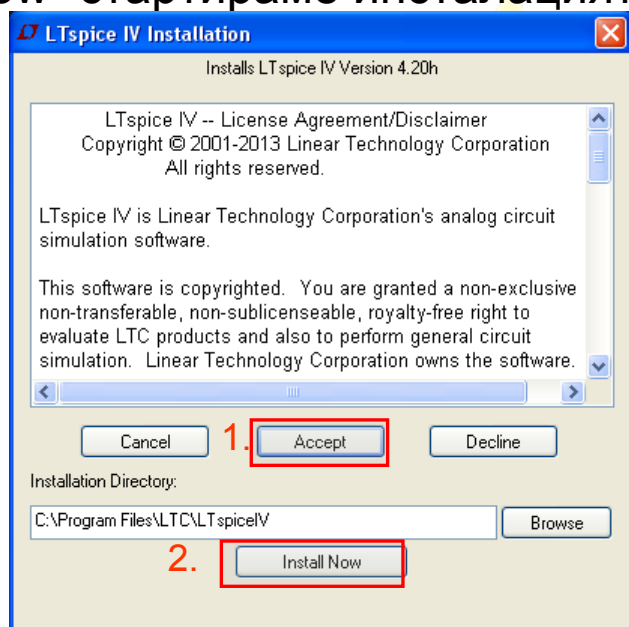 стартираме инсталация
LTspice IV Installation
Installs LTspice IV Version 4.20h
LTspice IV -- License Agreement/Disclaimer
Copyright © 2001-2013 Linear Technology Corporation
All rights reserved.
LTspice IV is Linear Technology Corporation's analog circuit
simulation software.
This software is copyrighted. You are granted a non-exclusive
non-transferable, non-sublicenseable, royalty-free right to
evaluate LTC products and also to perform general circuit
simulation. Linear Technology Corporation owns the software.
Cancel 1. Accept Decline
Installation Directory:
C:\Program Files\LTC\LTspiceIV Browse
2. Install Now